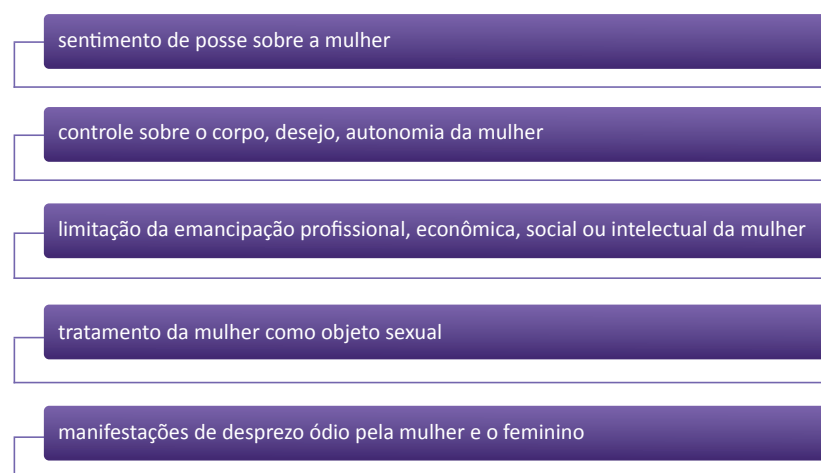 sentimento de posse sobre a mulher
controle sobre o corpo, desejo, autonomia da mulher
limitação da emancipação profissional, econômica, social ou intelectual da mulher
tratamento da mulher como objeto sexual
manifestações de desprezo ódio pela mulher e o feminino